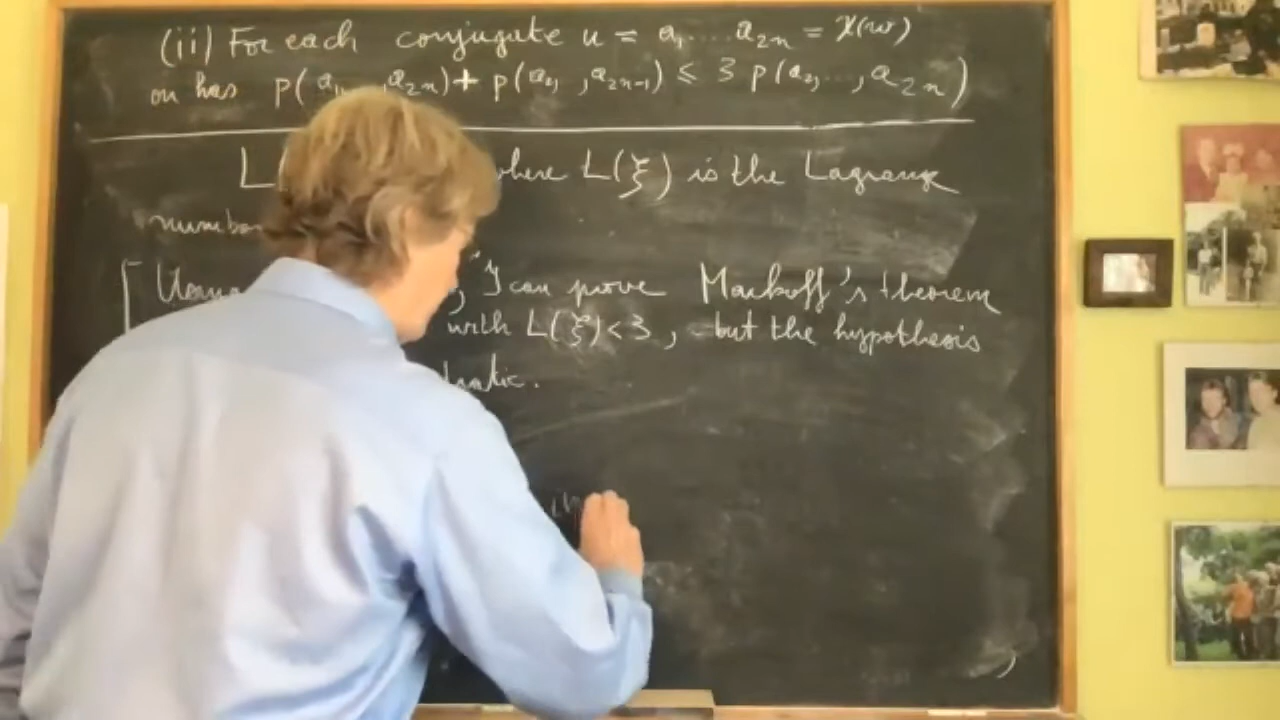 (ii) For each conjugate u = a₁....a₂ₙ = χ(w)
on has p(a₁, ,a₂ₙ) + p(a₂, ,a₂ₙ₋₁) ⩽ 3 p(a₂,...,a₂ₙ)
L where L(ξ) is the Lagrange
number
I can prove Markoff's theorem
with L(ξ)<3, but the hypothesis